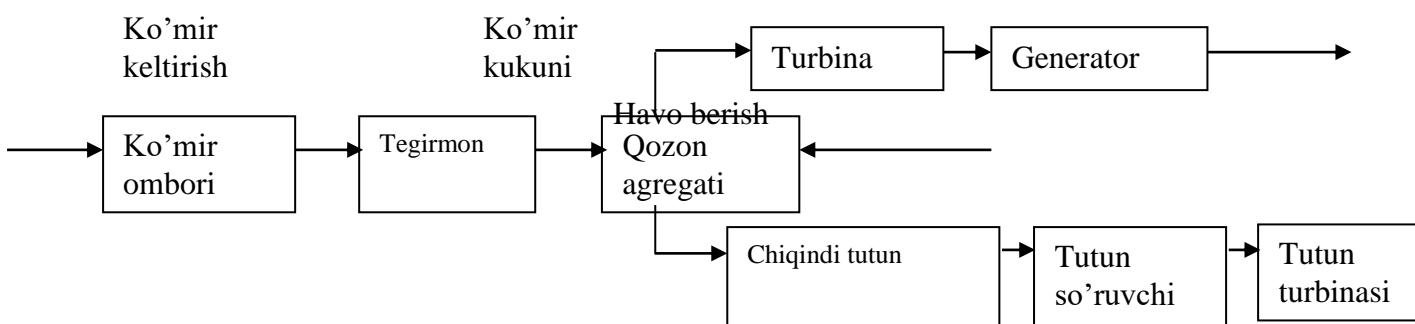 Ko’mir
keltirish
Ko’mir
kukuni
Turbina
Generator
Havo berish
Ko’mir
ombori
Tegirmon
Qozon
agregati
Chiqindi tutun
Tutun
so’ruvchi
Tutun
turbinasi